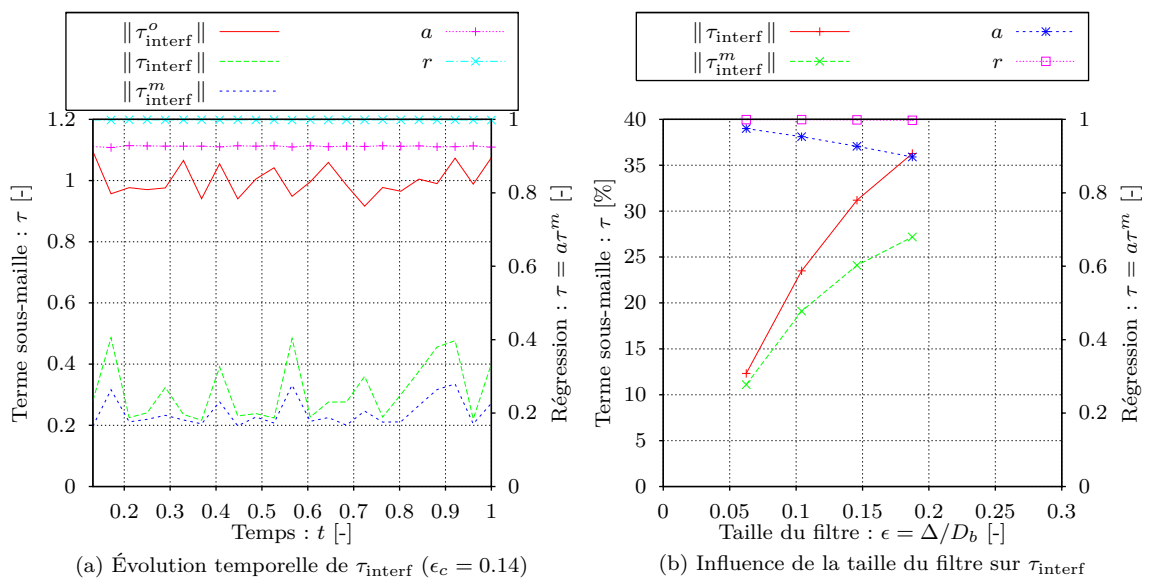 ‖ τ^o_interf ‖
‖ τ_interf ‖
‖ τ^m_interf ‖
a
r
Terme sous-maille : τ [-]
1.2
1
0.8
0.6
0.4
0.2
0
1
0.8
0.6
0.4
0.2
0
Régression : τ = aτ^m [-]
0.2 0.3 0.4 0.5 0.6 0.7 0.8 0.9 1
Temps : t [-]
(a) Évolution temporelle de τ_interf (ϵ_c = 0.14)
‖ τ_interf ‖
‖ τ^m_interf ‖
a
r
Terme sous-maille : τ [%]
40
35
30
25
20
15
10
5
0
1
0.8
0.6
0.4
0.2
0
Régression : τ = aτ^m [-]
0 0.05 0.1 0.15 0.2 0.25 0.3
Taille du filtre : ϵ = Δ/D_b [-]
(b) Influence de la taille du filtre sur τ_interf